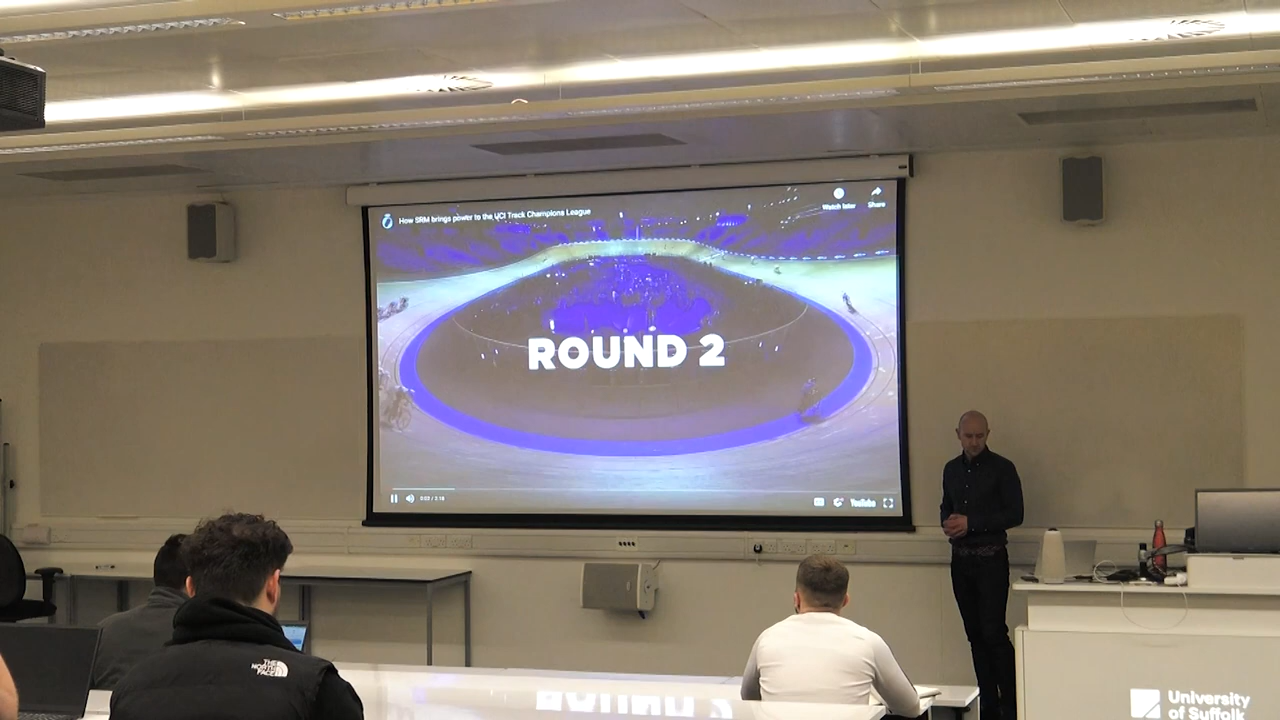 How SRM brings power to the UCI Track Champions League
Watch later
Share
ROUND 2
YouTube
THE
NORTH
FACE
University
of Suffolk